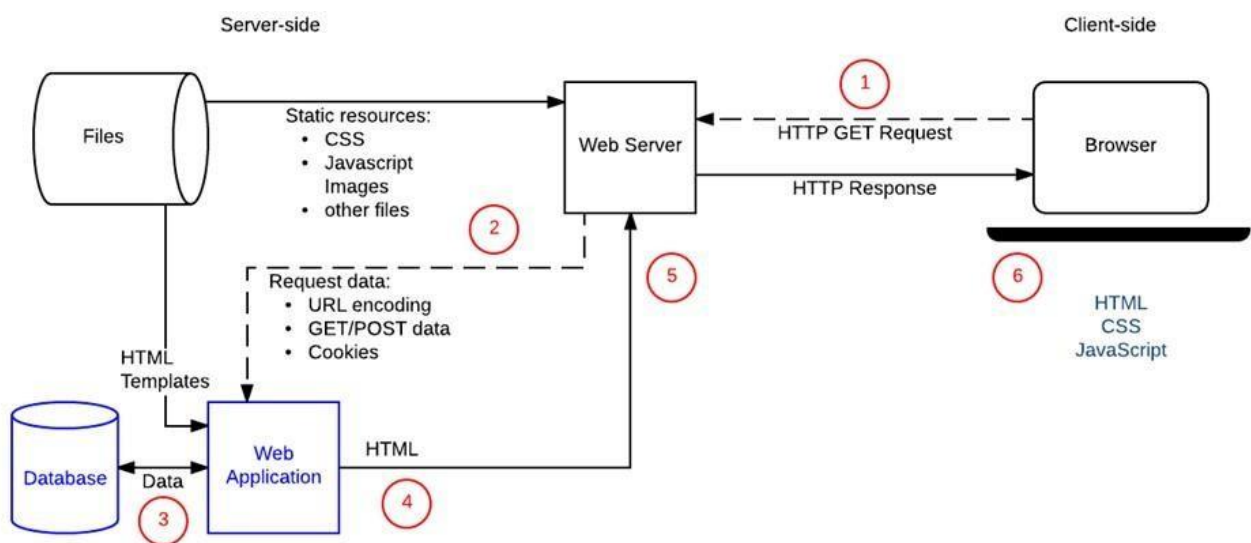 Server-side
Client-side
Files
Static resources:
• CSS
• Javascript
Images
• other files
Web Server
1
HTTP GET Request
HTTP Response
Browser
2
5
6
Request data:
• URL encoding
• GET/POST data
• Cookies
HTML
CSS
JavaScript
HTML
Templates
Database
Data
3
Web
Application
HTML
4